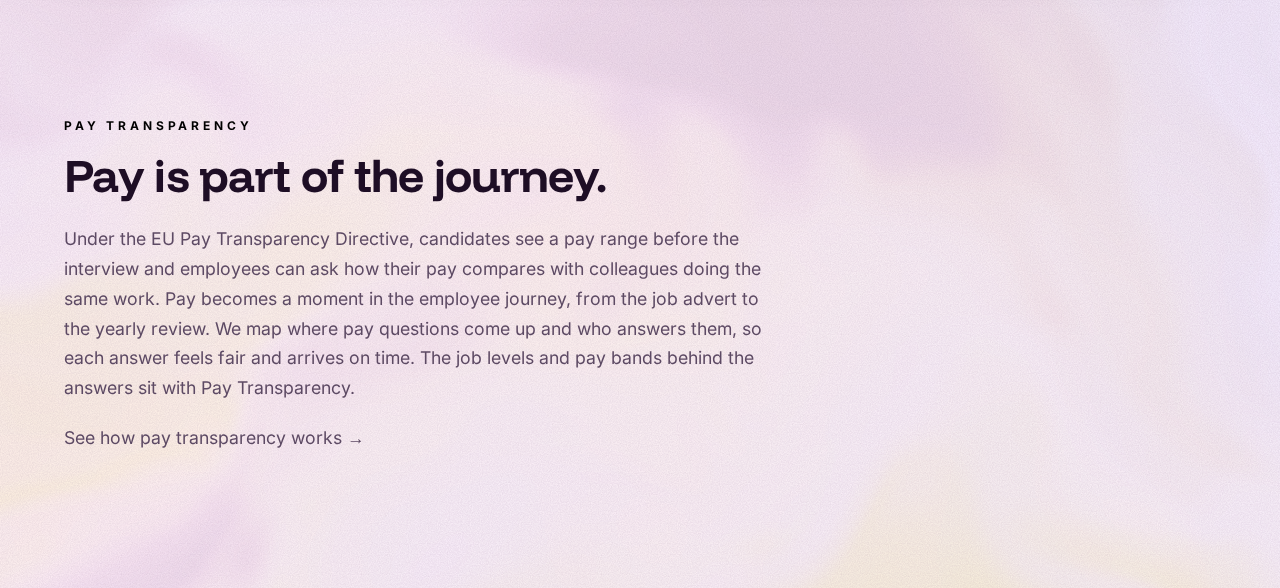 PAY TRANSPARENCY
Pay is part of the journey.
Under the EU Pay Transparency Directive, candidates see a pay range before the
interview and employees can ask how their pay compares with colleagues doing the
same work. Pay becomes a moment in the employee journey, from the job advert to
the yearly review. We map where pay questions come up and who answers them, so
each answer feels fair and arrives on time. The job levels and pay bands behind the
answers sit with Pay Transparency.
See how pay transparency works →